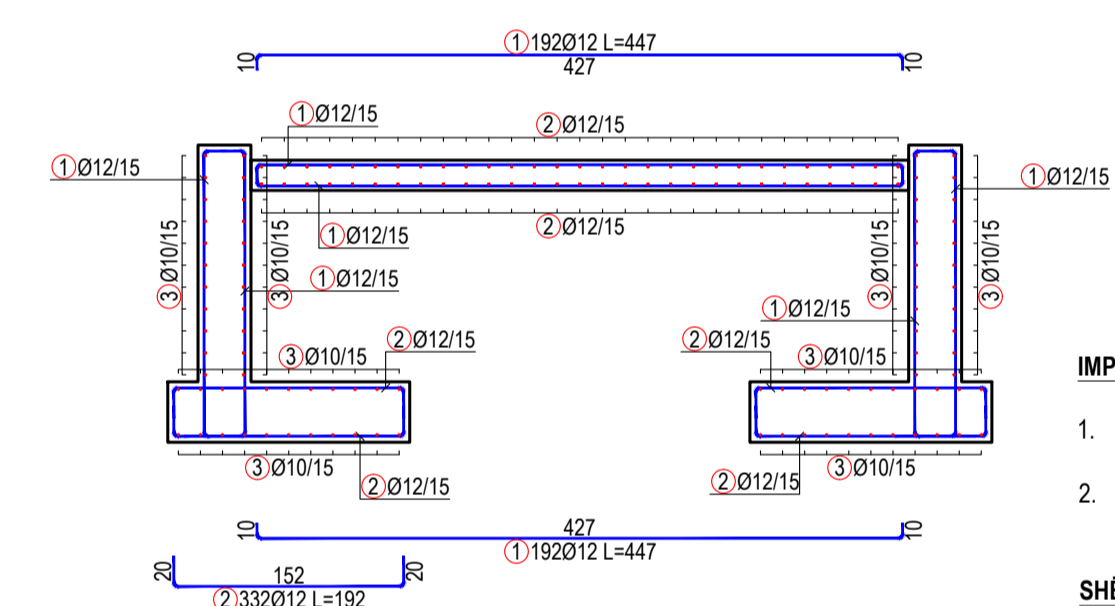 ① 192Ø12 L=447
10 427 10
① Ø12/15
② Ø12/15
① Ø12/15
① Ø12/15
② Ø12/15
① Ø12/15
③ Ø10/15
③ Ø10/15
③ Ø10/15
③ Ø10/15
① Ø12/15
① Ø12/15
② Ø12/15
② Ø12/15
③ Ø10/15
③ Ø10/15
③ Ø10/15
③ Ø10/15
② Ø12/15
② Ø12/15
10 427 10
① 192Ø12 L=447
20 152 20
② 332Ø12 L=192
IMP
1.
2.
SHË